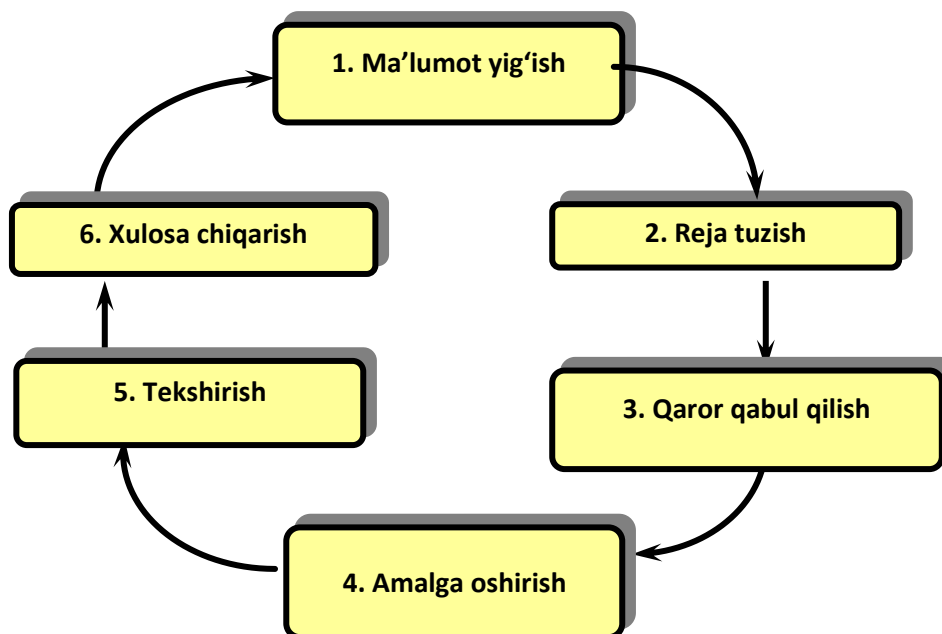 1. Ma’lumot yig‘ish
2. Reja tuzish
3. Qaror qabul qilish
4. Amalga oshirish
5. Tekshirish
6. Xulosa chiqarish